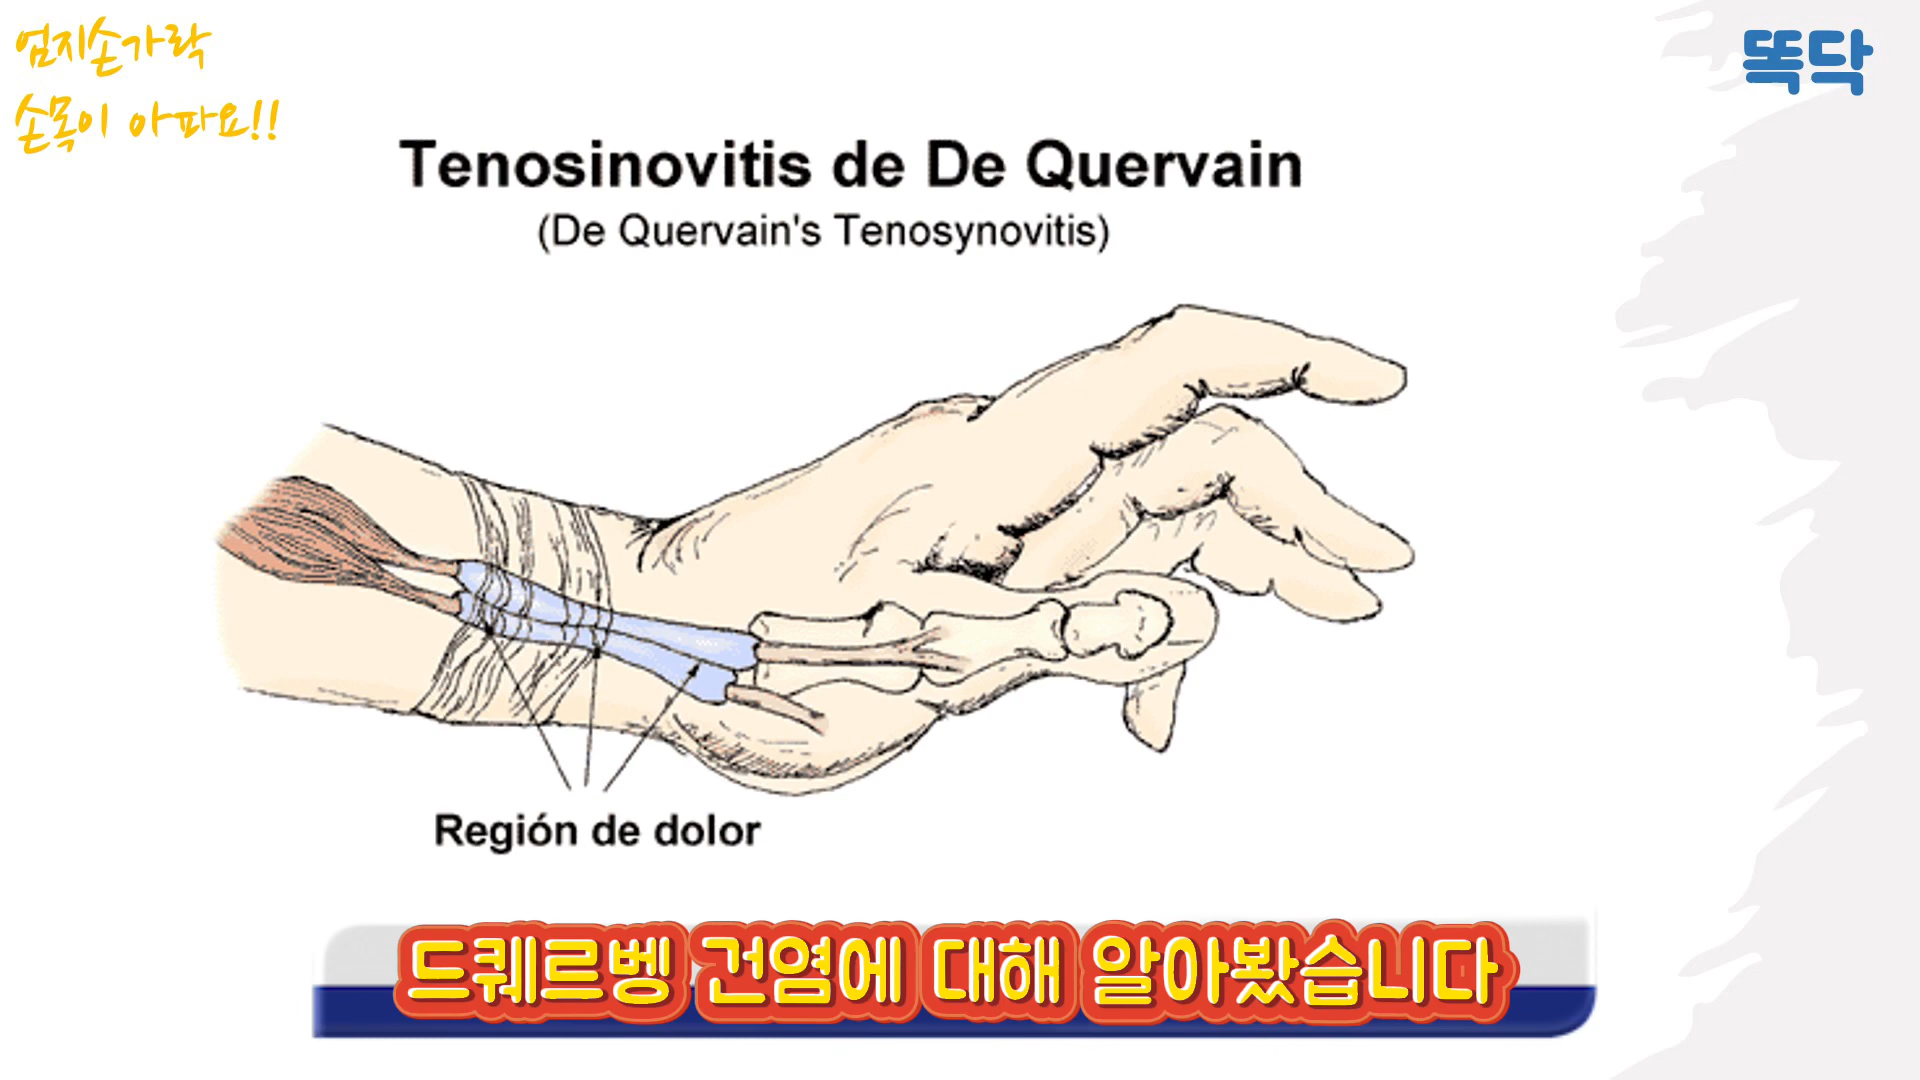 엄지손가락
손목이 아파요!!
똑닥
Tenosinovitis de De Quervain
(De Quervain's Tenosynovitis)
Región de dolor
드퀘르벵 건염에 대해 알아봤습니다